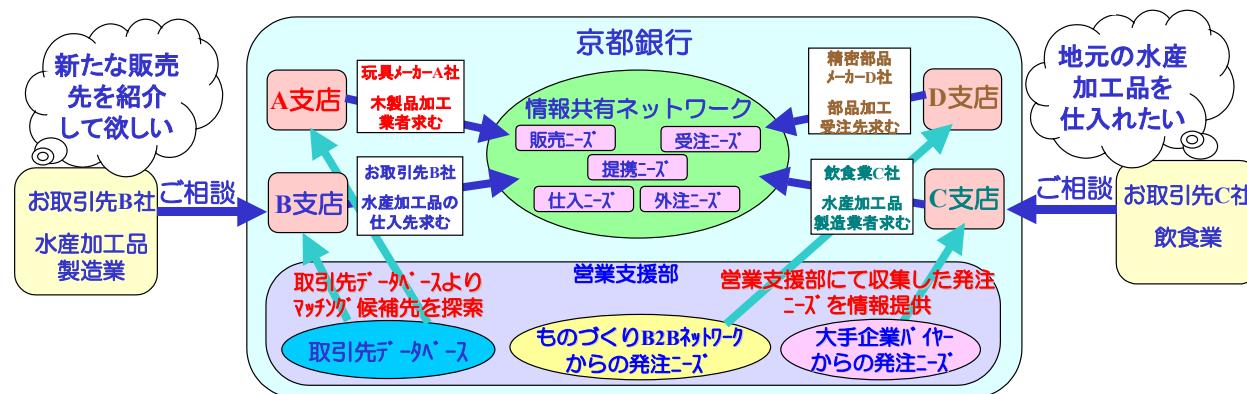 京都銀行
新たな販売
先を紹介
して欲しい
お取引先B社
水産加工品
製造業
ご相談
A支店
玩具ﾒｰｶｰA社
木製品加工
業者求む
B支店
お取引先B社
水産加工品の
仕入先求む
情報共有ネットワーク
販売ﾆｰｽﾞ
受注ﾆｰｽﾞ
提携ﾆｰｽﾞ
仕入ﾆｰｽﾞ
外注ﾆｰｽﾞ
精密部品
ﾒｰｶｰD社
部品加工
受注先求む
D支店
飲食業C社
水産加工品
製造業者求む
C支店
地元の水産
加工品を
仕入れたい
ご相談
お取引先C社
飲食業
営業支援部
取引先ﾃﾞｰﾀﾍﾞｰｽより
ﾏｯﾁﾝｸﾞ候補先を探索
営業支援部にて収集した発注
ﾆｰｽﾞを情報提供
取引先ﾃﾞｰﾀﾍﾞｰｽ
ものづくりB2Bﾈｯﾄﾜｰｸ
からの発注ﾆｰｽﾞ
大手企業ﾊﾞｲﾔｰ
からの発注ﾆｰｽﾞ